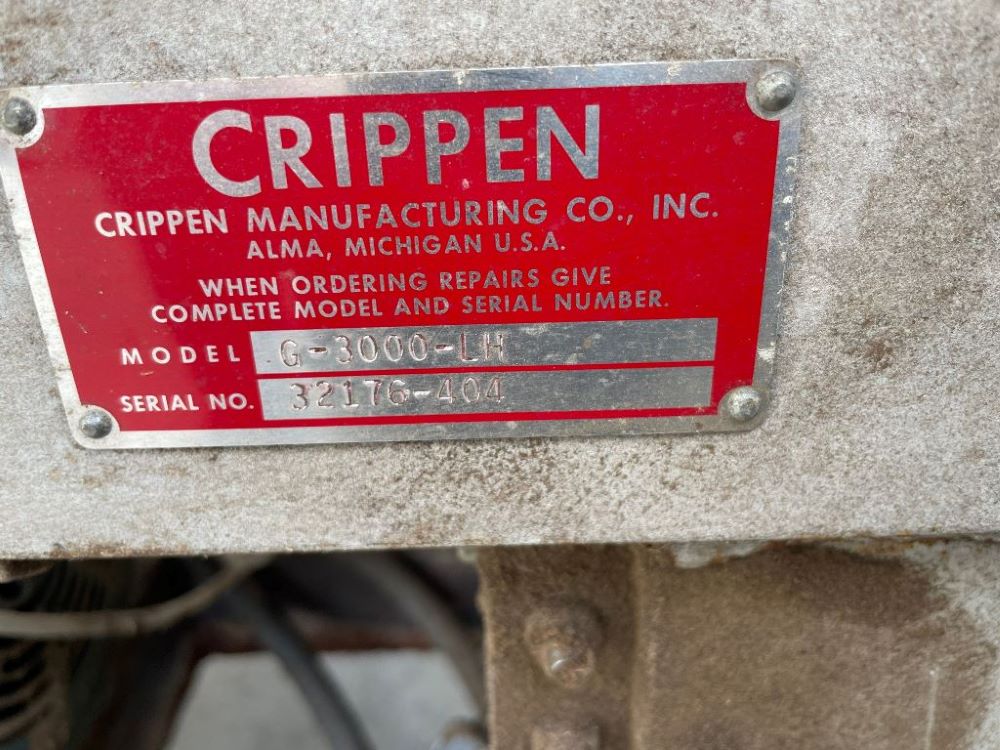 CRIPPEN
CRIPPEN MANUFACTURING CO., INC.
ALMA, MICHIGAN U.S.A.
WHEN ORDERING REPAIRS GIVE
COMPLETE MODEL AND SERIAL NUMBER.
MODEL G-3000-LH
SERIAL NO. 32176-404